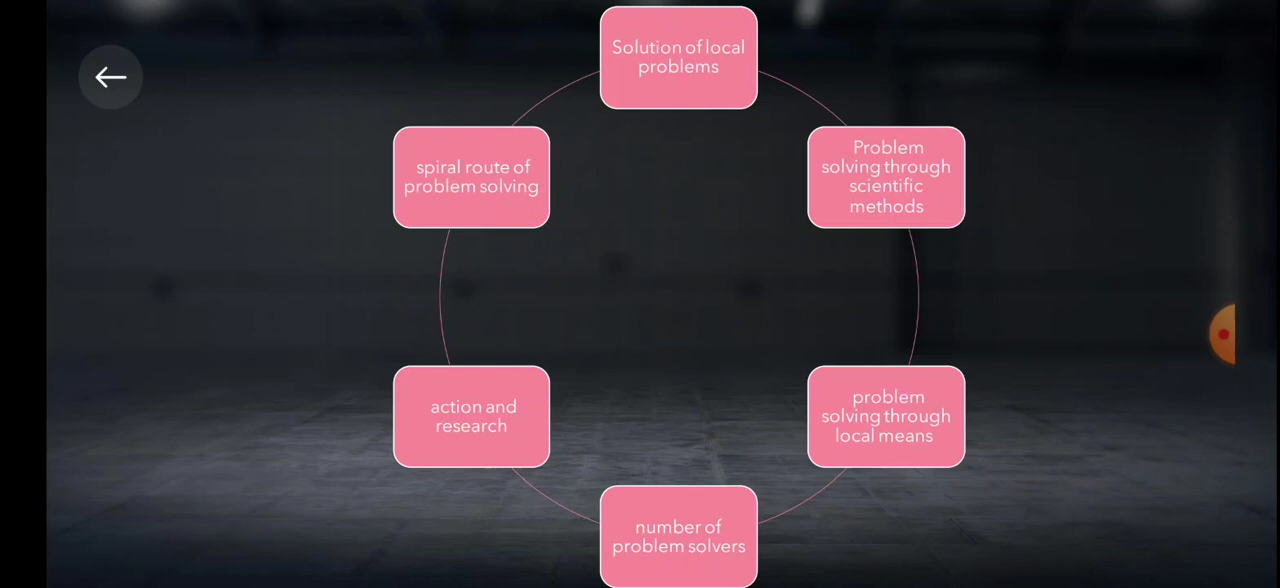 Solution of local
problems
spiral route of
problem solving
Problem
solving through
scientific
methods
action and
research
problem
solving through
local means
number of
problem solvers